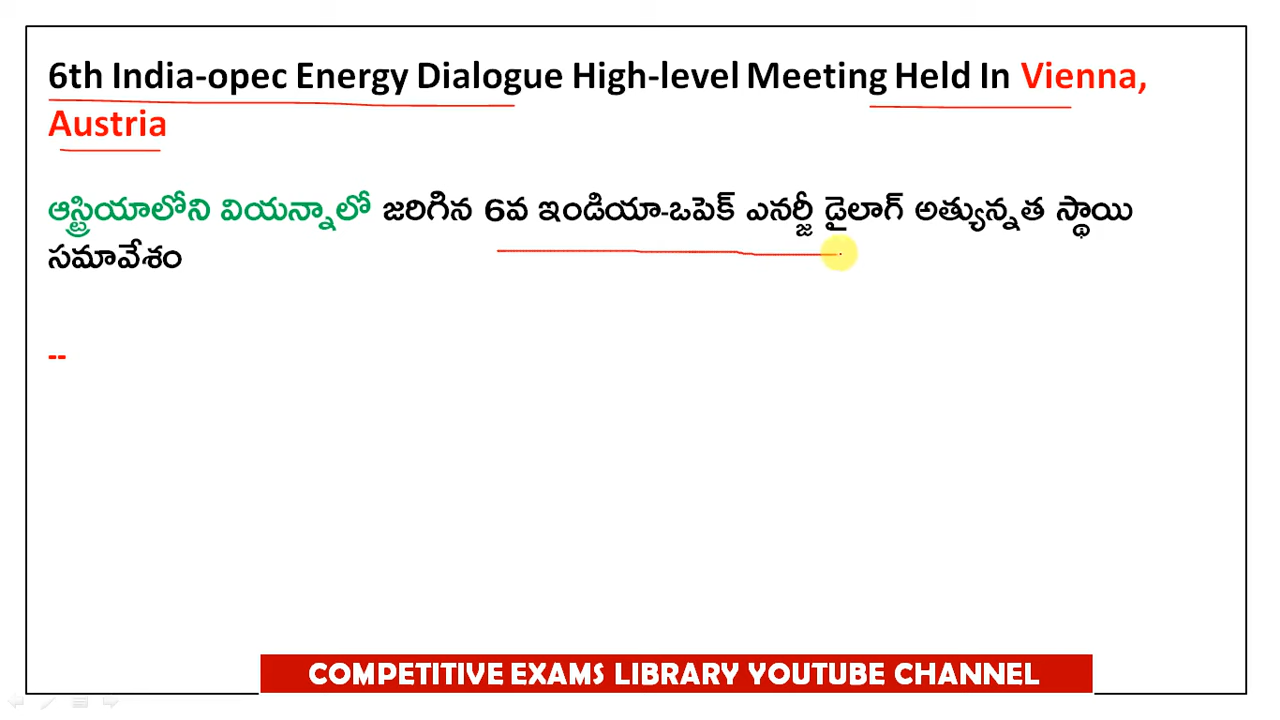 6th India-opec Energy Dialogue High-level Meeting Held In Vienna,
Austria
ఆస్ట్రియాలోని వియన్నాలో జరిగిన 6వ ఇండియా-ఒపెక్ ఎనర్జీ డైలాగ్ అత్యున్నత స్థాయి
సమావేశం
--
COMPETITIVE EXAMS LIBRARY YOUTUBE CHANNEL